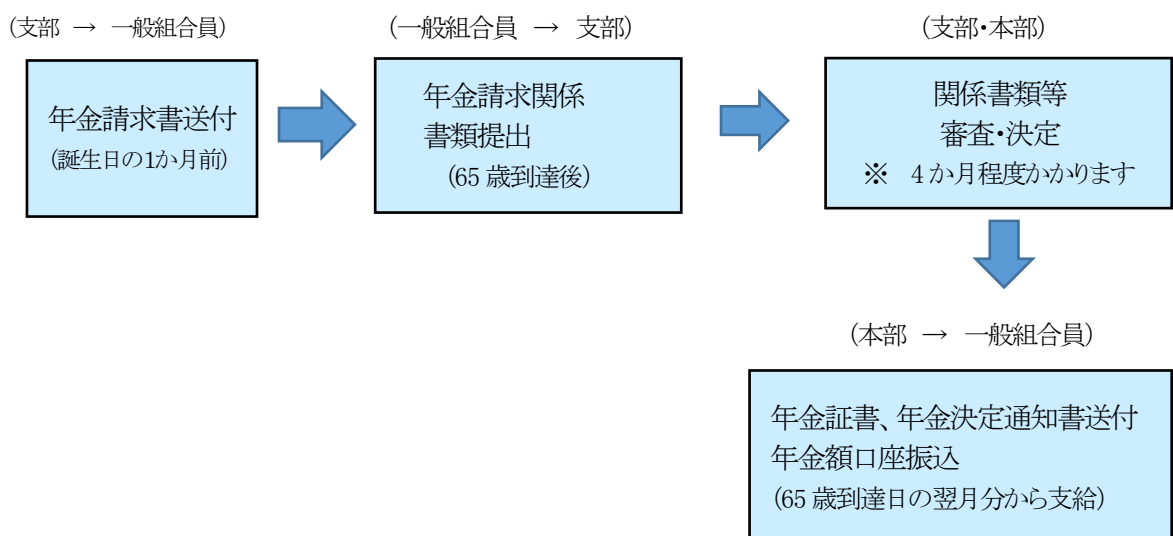 (支部 → 一般組合員)
年金請求書送付
(誕生日の1か月前)
(一般組合員 → 支部)
年金請求関係
書類提出
(65 歳到達後)
(支部・本部)
関係書類等
審査・決定
※ 4か月程度かかります
(本部 → 一般組合員)
年金証書、年金決定通知書送付
年金額口座振込
(65 歳到達日の翌月分から支給)